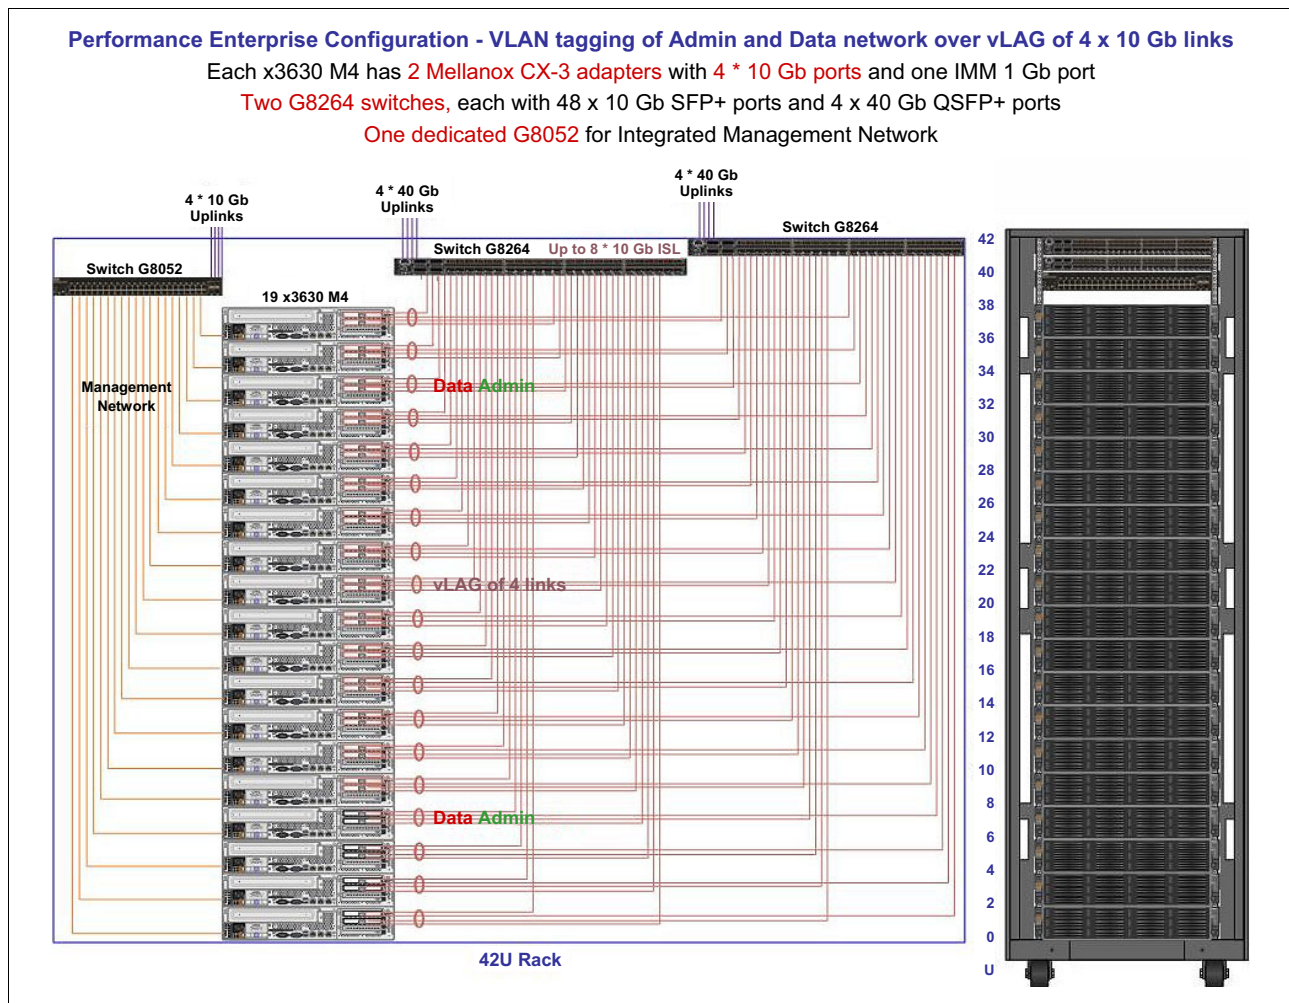 Performance Enterprise Configuration - VLAN tagging of Admin and Data network over vLAG of 4 x 10 Gb links
Each x3630 M4 has 2 Mellanox CX-3 adapters with 4 * 10 Gb ports and one IMM 1 Gb port
Two G8264 switches, each with 48 x 10 Gb SFP+ ports and 4 x 40 Gb QSFP+ ports
One dedicated G8052 for Integrated Management Network
4 * 10 Gb
Uplinks
4 * 40 Gb
Uplinks
4 * 40 Gb
Uplinks
Switch G8264
Switch G8264
Up to 8 * 10 Gb ISL
Switch G8052
19 x3630 M4
Management
Network
Data Admin
vLAG of 4 links
Data Admin
42U Rack
42
40
38
36
34
32
30
28
26
24
22
20
18
16
14
12
10
8
6
4
2
0
U